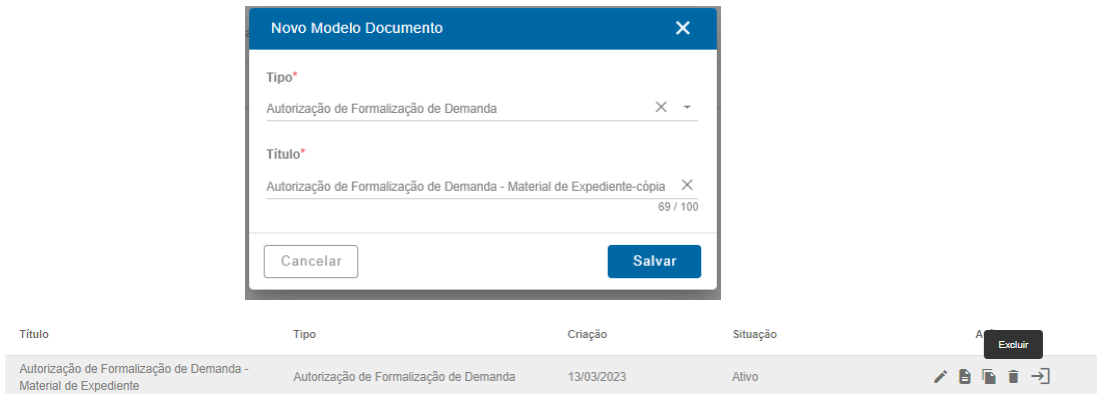 Novo Modelo Documento
Tipo*
Autorização de Formalização de Demanda
Título*
Autorização de Formalização de Demanda - Material de Expediente-cópia
69 / 100
Cancelar
Salvar
Título Tipo Criação Situação
Excluir
Autorização de Formalização de Demanda -
Material de Expediente
Autorização de Formalização de Demanda 13/03/2023 Ativo